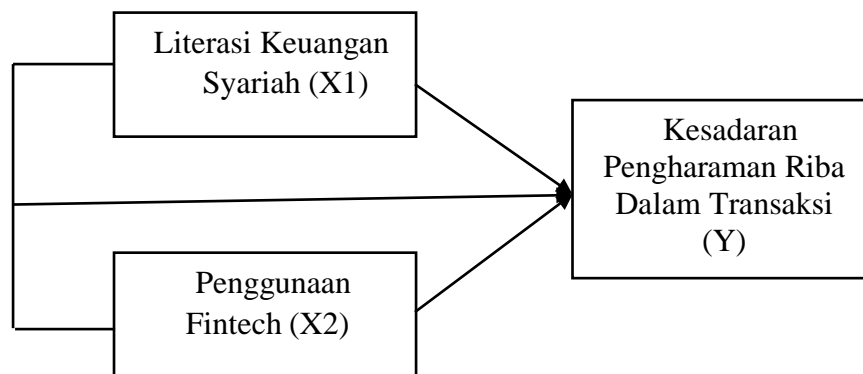 Literasi Keuangan
Syariah (X1)
Kesadaran
Pengharaman Riba
Dalam Transaksi
(Y)
Penggunaan
Fintech (X2)